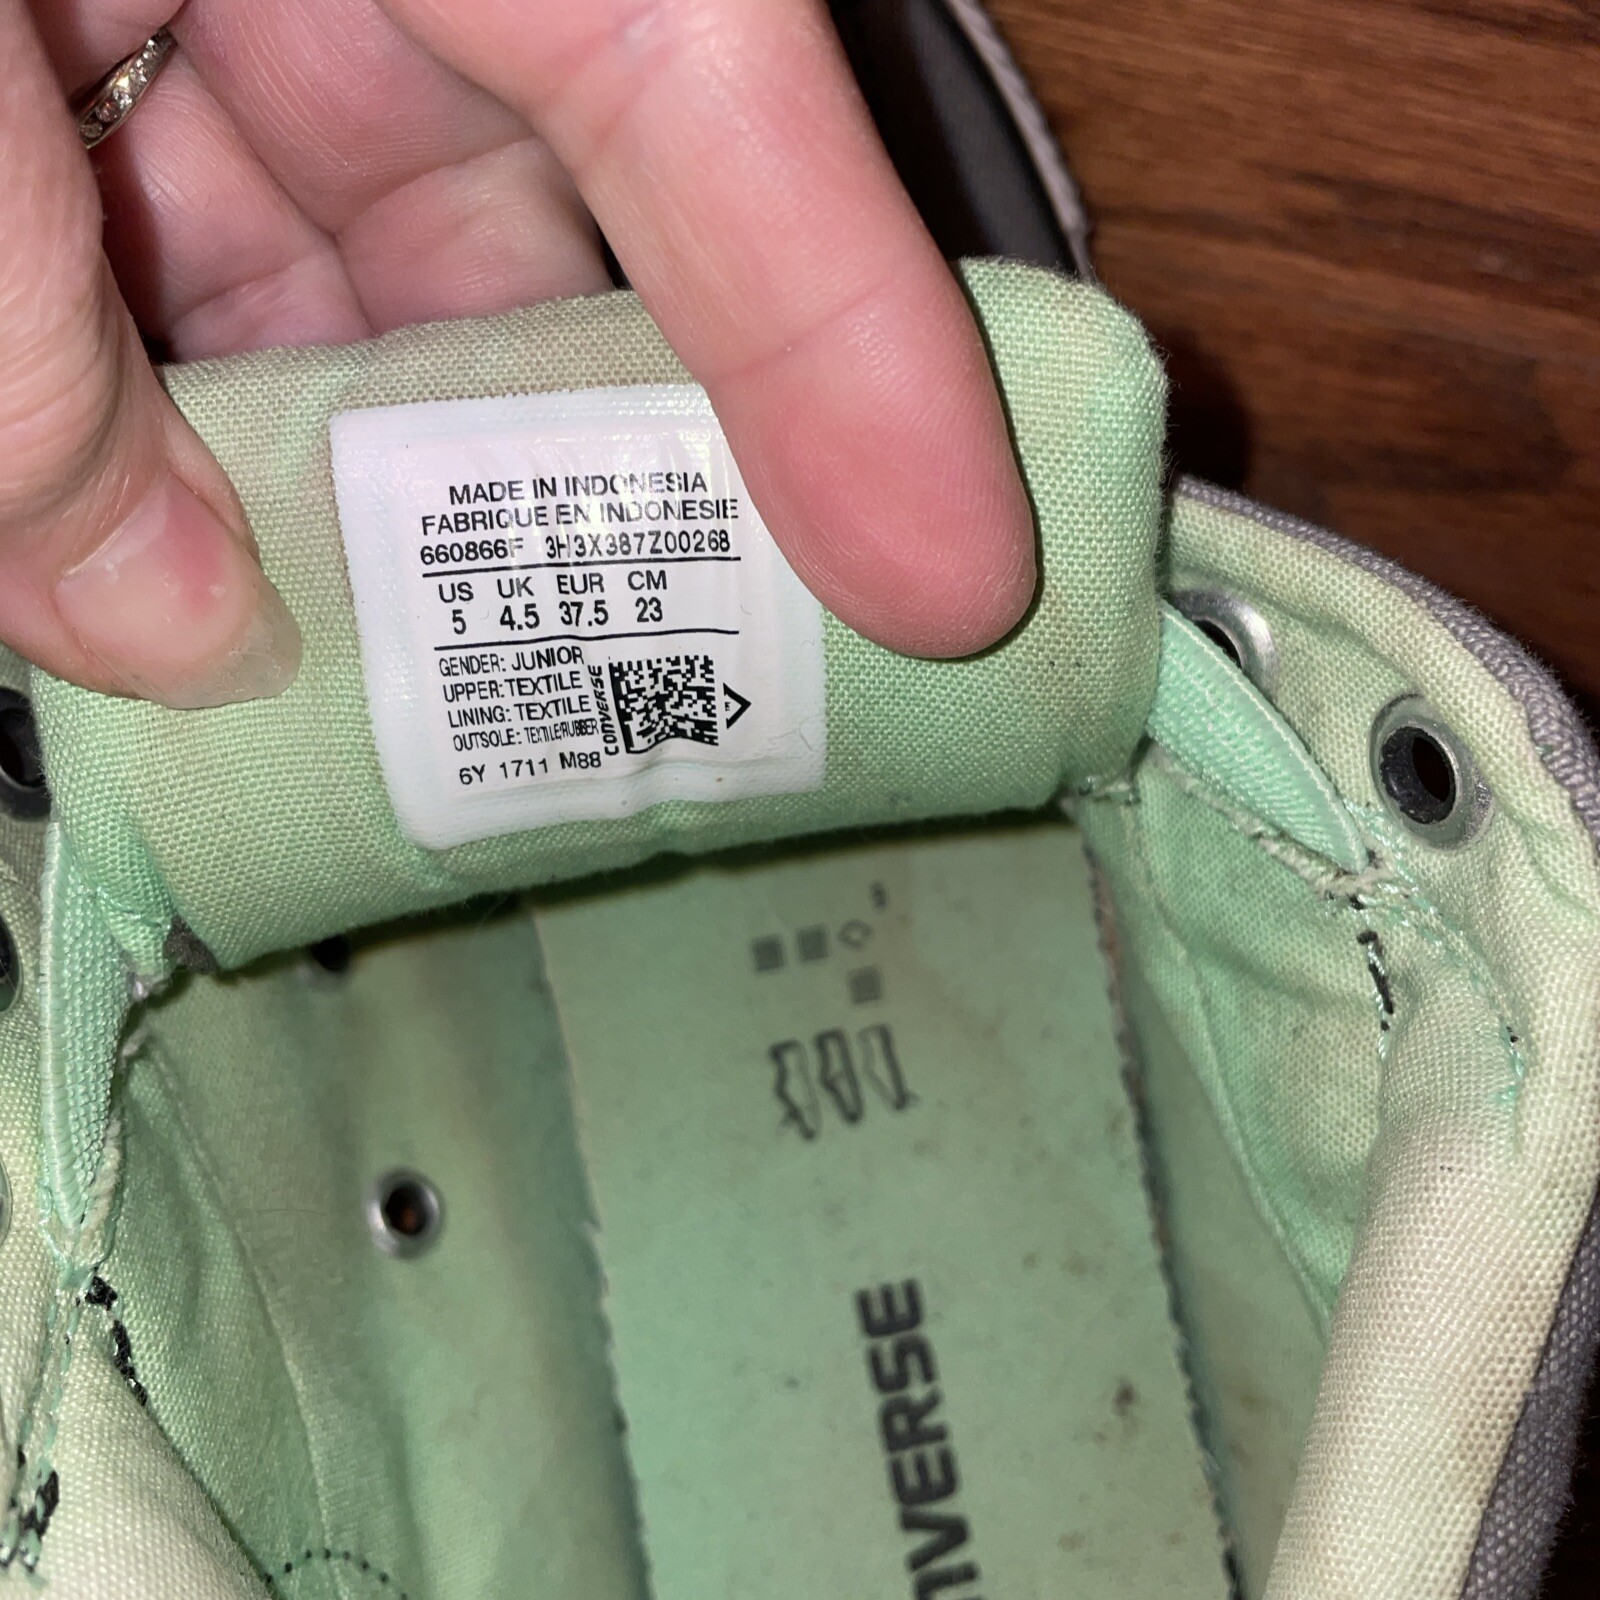 MADE IN INDONESIA
FABRIQUE EN INDONESIE
660866F 3H3X387Z00268
US UK EUR CM
5 4.5 37.5 23
GENDER: JUNIOR
UPPER: TEXTILE
LINING: TEXTILE
OUTSOLE: TEXTILE/RUBBER
CONVERSE
6Y 1711 M88
NVERSE